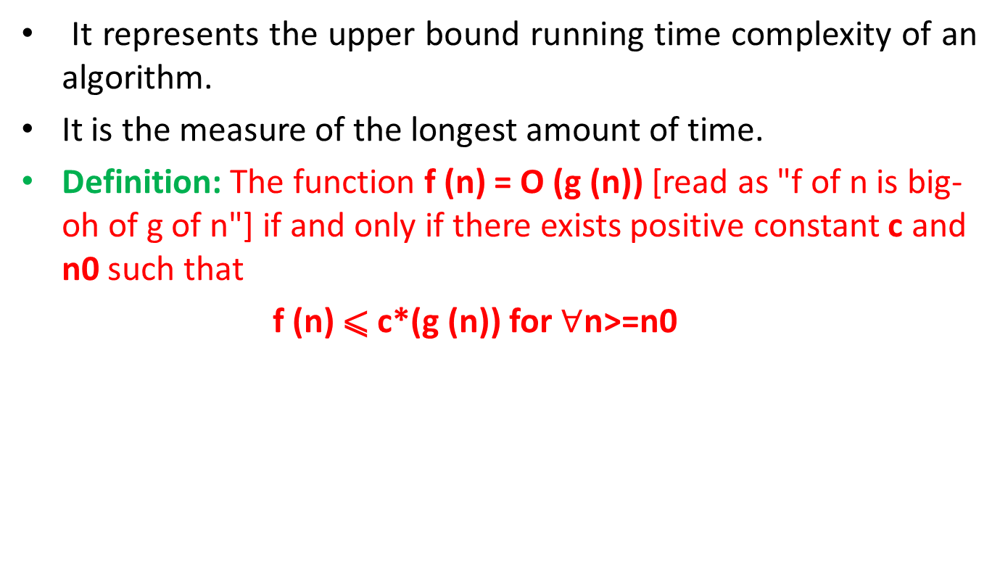 • It represents the upper bound running time complexity of an
algorithm.
• It is the measure of the longest amount of time.
• Definition: The function f (n) = O (g (n)) [read as "f of n is big-
oh of g of n"] if and only if there exists positive constant c and
n0 such that
f (n) ⩽ c*(g (n)) for ∀n>=n0